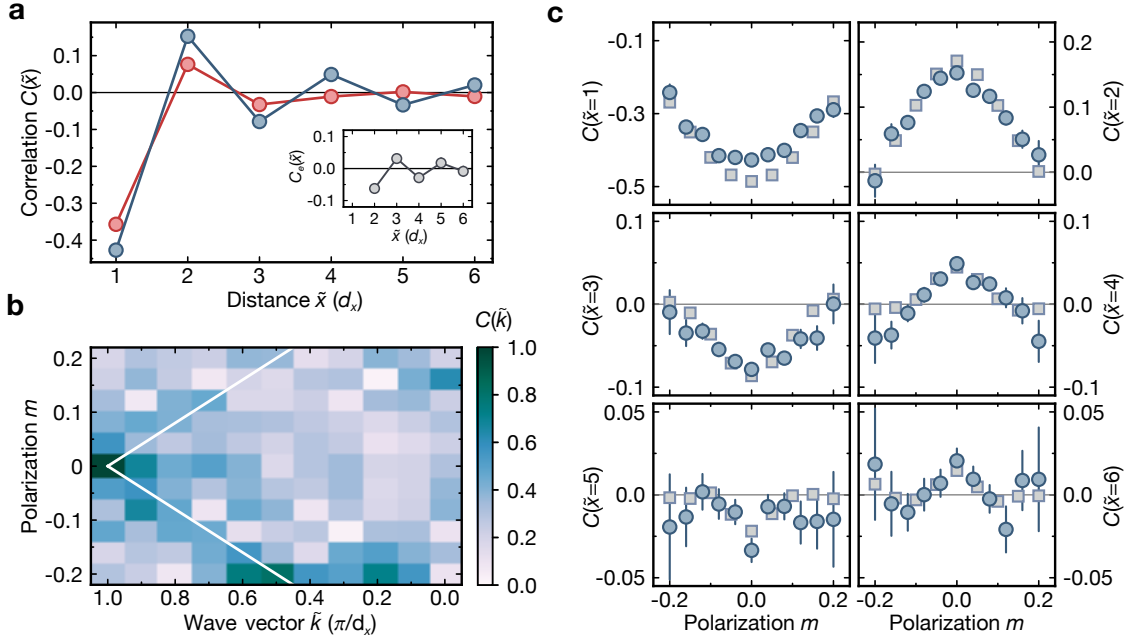 a
0.1
0.0
-0.1
-0.2
-0.3
-0.4
Correlation C(x̃)
1 2 3 4 5 6
Distance x̃ (dₓ)
0.1
0.0
-0.1
Cₑ(x̃)
1 2 3 4 5 6
x̃ (dₓ)
b
0.2
0.1
0
-0.1
-0.2
Polarization m
1.0 0.8 0.6 0.4 0.2 0.0
Wave vector k̃ (π/dₓ)
C(k̃)
1.0
0.8
0.6
0.4
0.2
0.0
c
-0.1
-0.3
-0.5
C(x̃=1)
0.2
0.1
0.0
C(x̃=2)
0.1
0.0
-0.1
C(x̃=3)
0.1
0.0
-0.1
C(x̃=4)
0.05
0.0
-0.05
C(x̃=5)
0.05
0.0
-0.05
C(x̃=6)
-0.2 0.0 0.2
Polarization m
-0.2 0.0 0.2
Polarization m